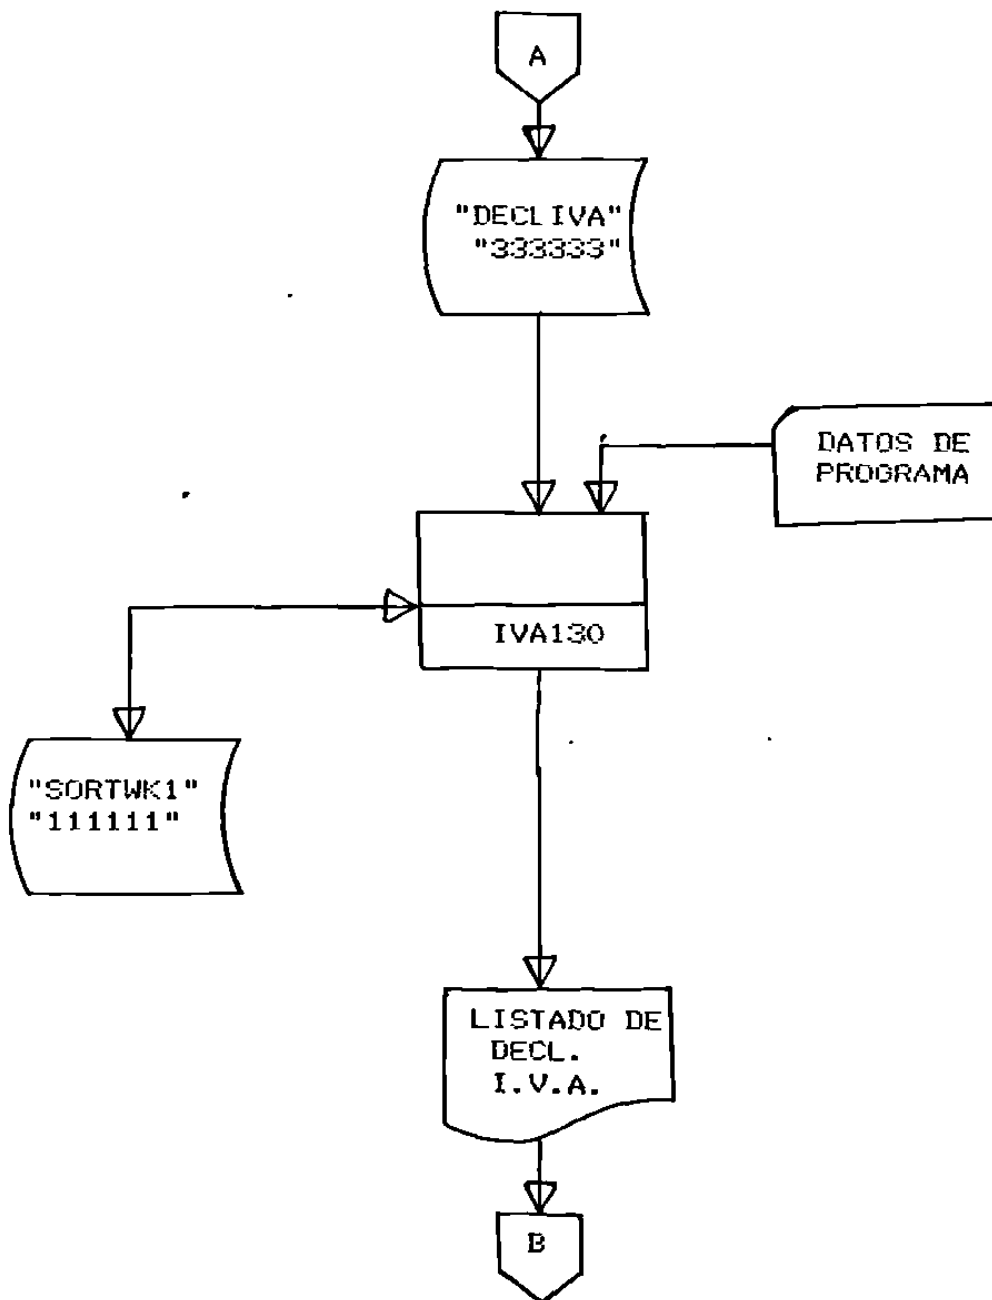 A
"DECLIVA"
"333333"
DATOS DE
PROGRAMA
IVA130
"SORTWK1"
"111111"
LISTADO DE
DECL.
I.V.A.
B